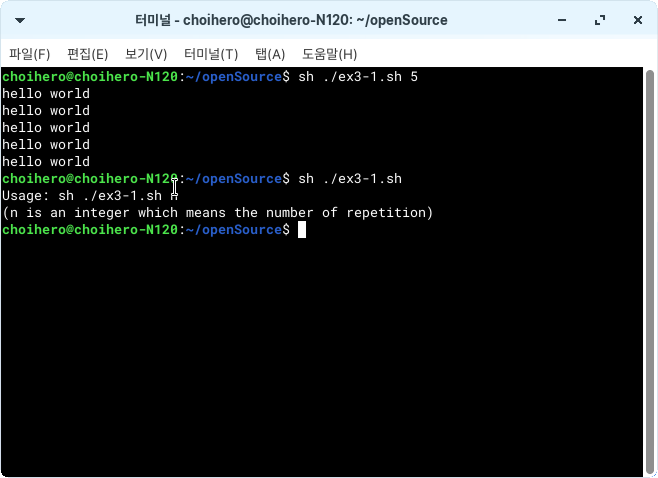 터미널 - choihero@choihero-N120: ~/openSource
파일(F) 편집(E) 보기(V) 터미널(T) 탭(A) 도움말(H)
choihero@choihero-N120:~/openSource$ sh ./ex3-1.sh 5
hello world
hello world
hello world
hello world
hello world
choihero@choihero-N120:~/openSource$ sh ./ex3-1.sh
Usage: sh ./ex3-1.sh n
(n is an integer which means the number of repetition)
choihero@choihero-N120:~/openSource$